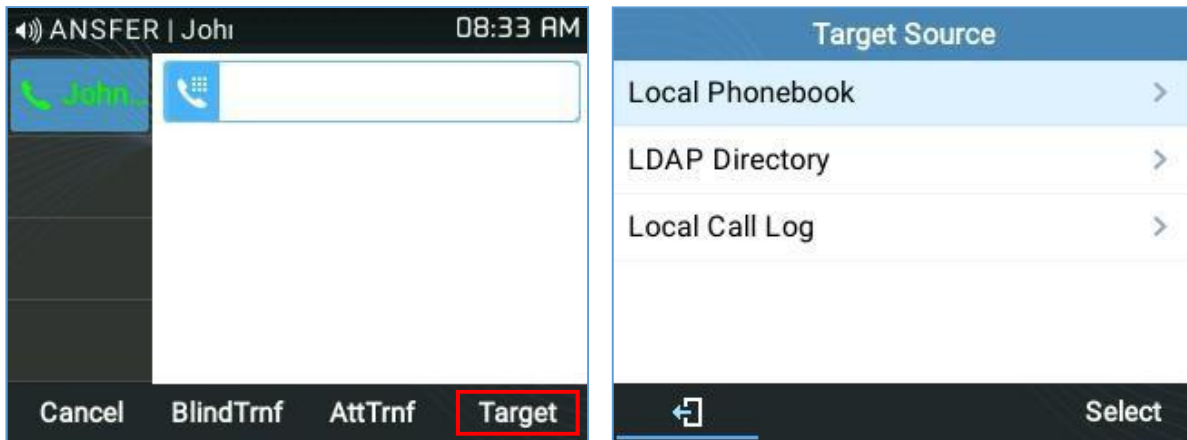 ANSFER | Johı
08:33 AM
John...
Cancel BlindTrnf AttTrnf Target
Target Source
Local Phonebook
LDAP Directory
Local Call Log
Select